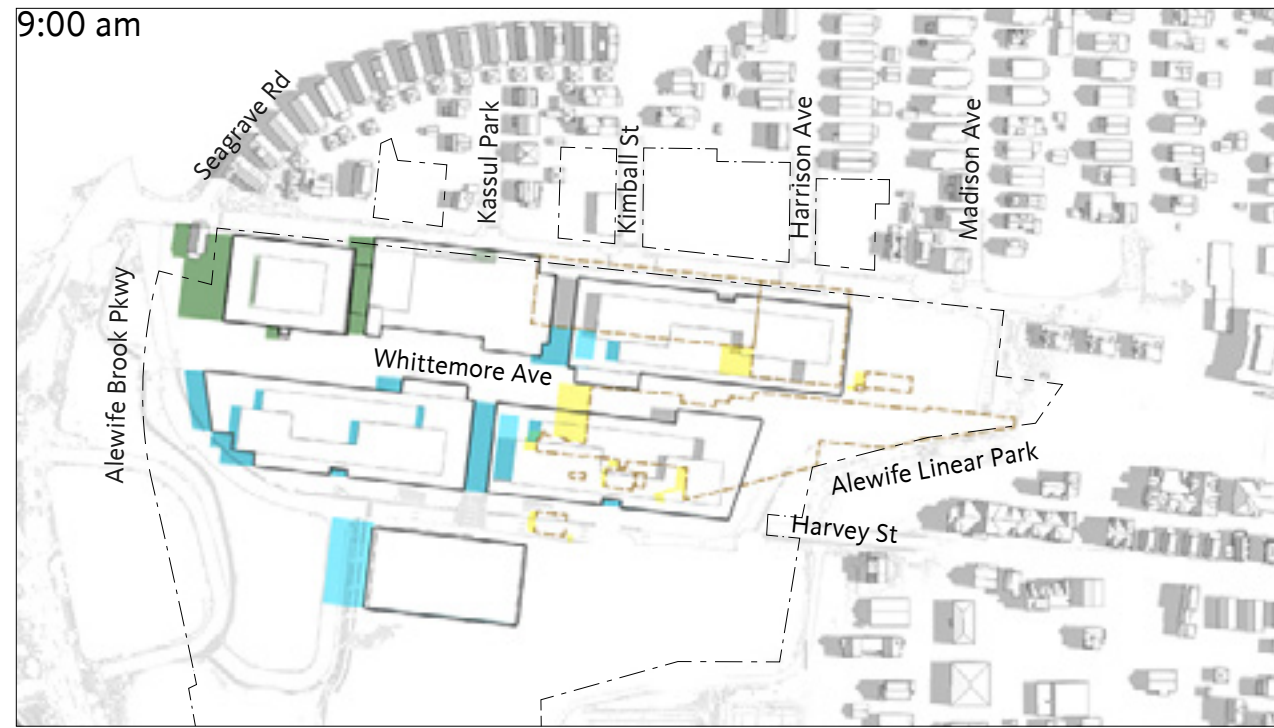 9:00 am
Seagrave Rd
Kassul Park
Kimball St
Harrison Ave
Madison Ave
Alewife Brook Pkwy
Whittemore Ave
Alewife Linear Park
Harvey St